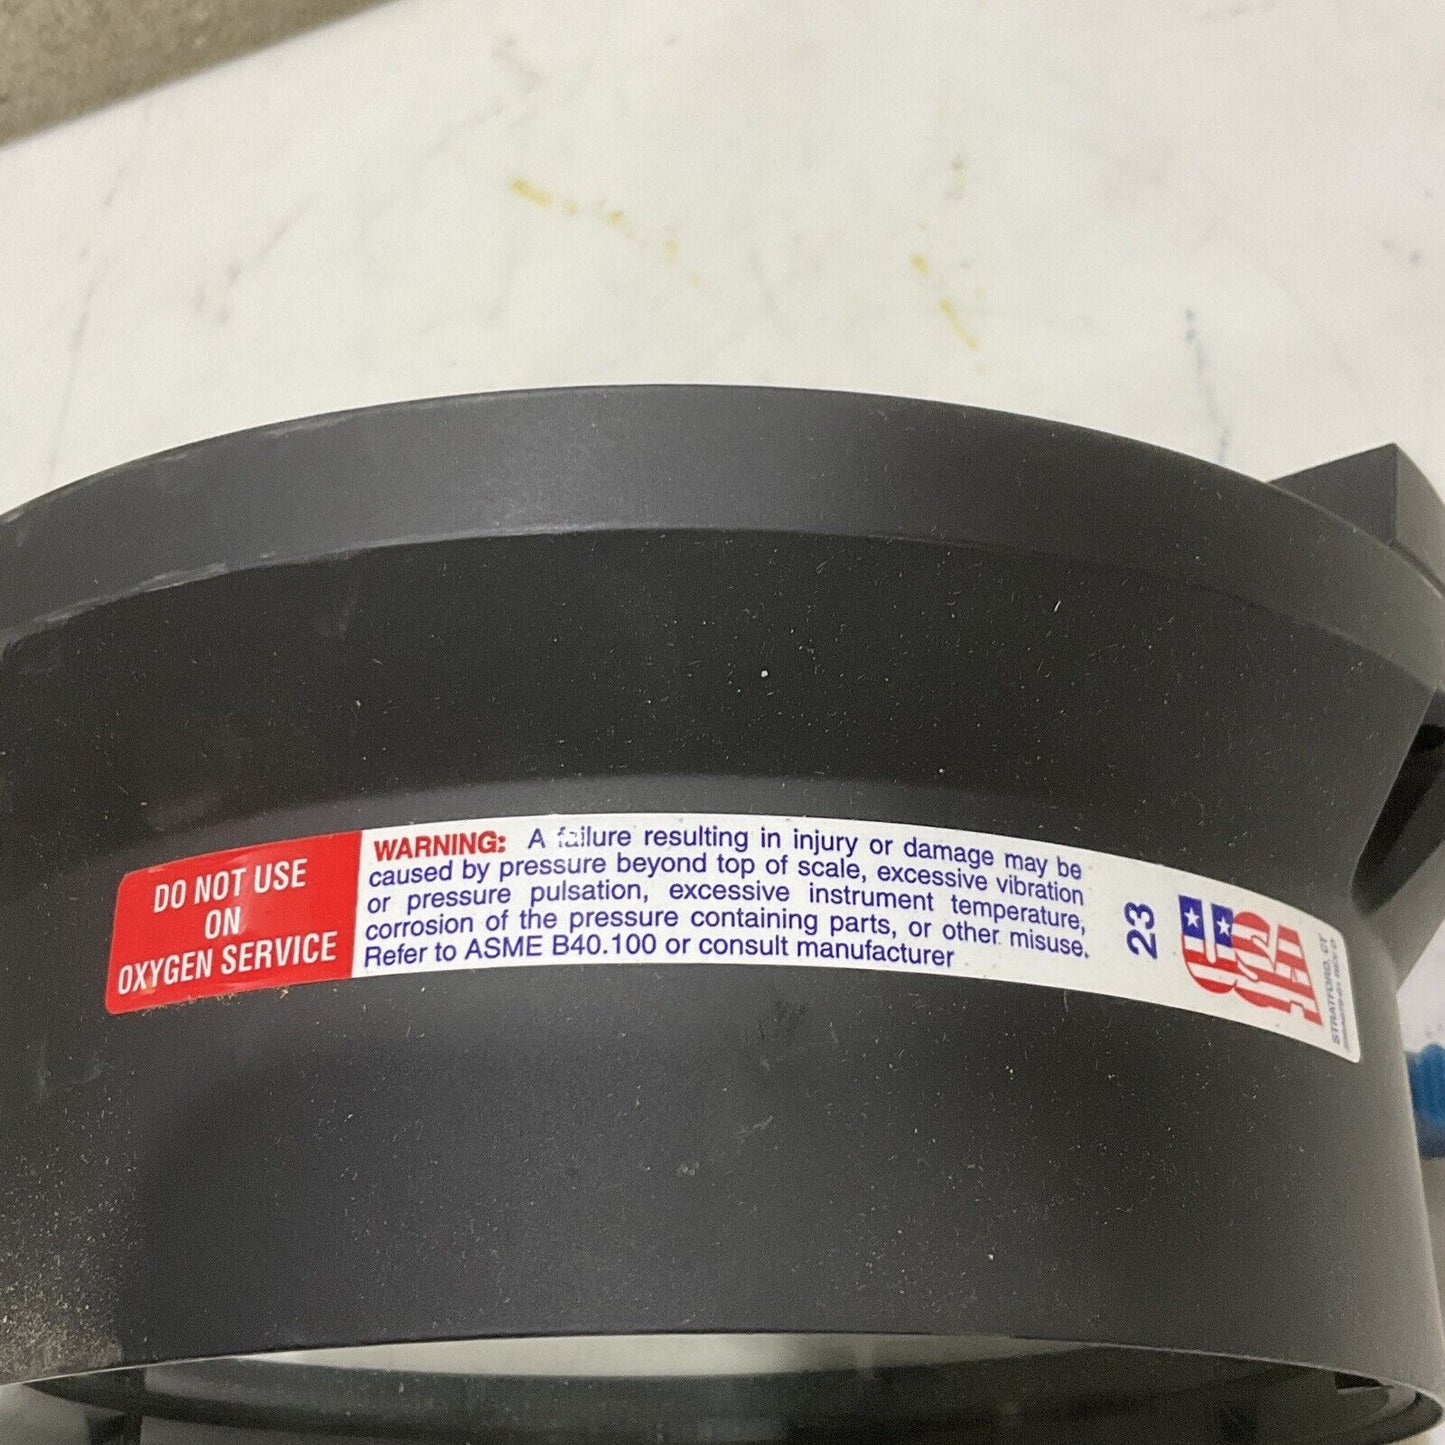 DO NOT USE
ON
OXYGEN SERVICE
WARNING: A failure resulting in injury or damage may be
caused by pressure beyond top of scale, excessive vibration
or pressure pulsation, excessive instrument temperature,
corrosion of the pressure containing parts, or other misuse.
Refer to ASME B40.100 or consult manufacturer
23
USA
STRATFORD, CT